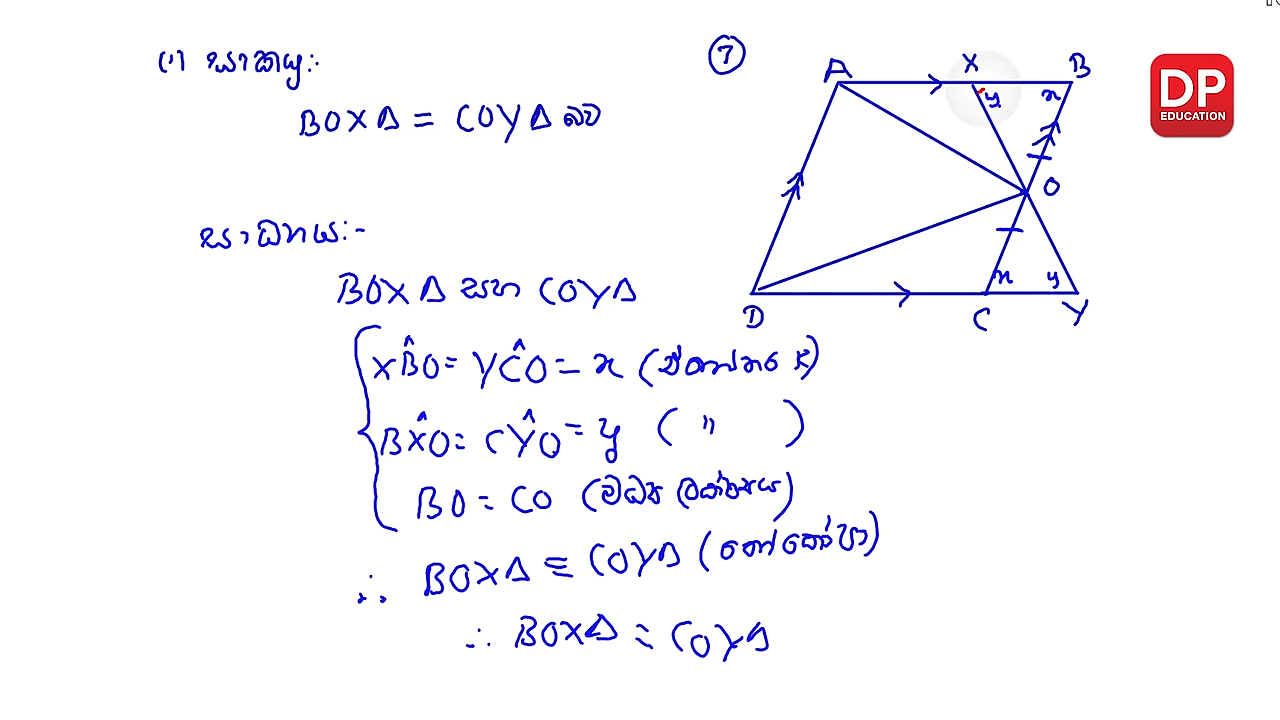 (i) සාකය:-
⑦
BOX∆ = COY∆ බව
සාධනය:-
BOX∆ සහ COY∆
XB̂O = YĈO = x (ඒකාන්තර ∠)
BX̂O = CŶO = y ( " )
BO = CO (මධ්‍ය ලක්ෂ්‍යය)
∴ BOX∆ ≡ COY∆ (කෝකෝපා)
∴ BOX∆ = COY∆
A X B
y x
O
x y
D C Y
DP
EDUCATION